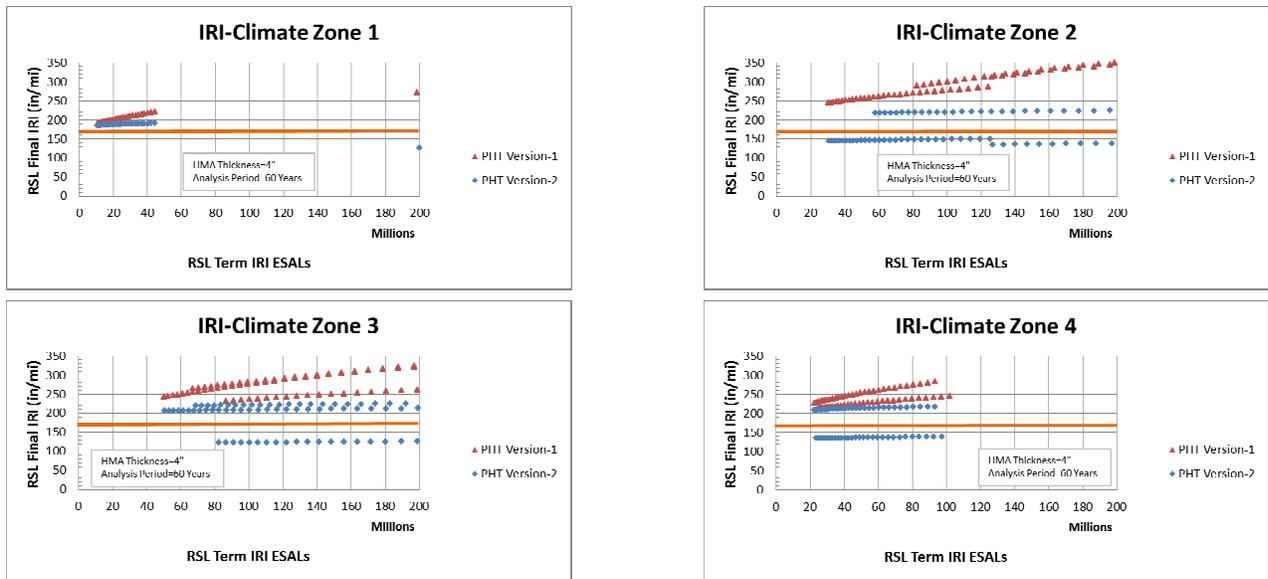 IRI-Climate Zone 1
RSL Final IRI (in/mi)
350
300
250
200
150
100
50
0
HMA Thickness=4"
Analysis Period=60 Years
PHT Version-1
PHT Version-2
0 20 40 60 80 100 120 140 160 180 200
Millions
RSL Term IRI ESALs
IRI-Climate Zone 2
RSL Final IRI (in/mi)
350
300
250
200
150
100
50
0
HMA Thickness=4"
Analysis Period=60 Years
PHT Version-1
PHT Version-2
0 20 40 60 80 100 120 140 160 180 200
Millions
RSL Term IRI ESALs
IRI-Climate Zone 3
RSL Final IRI (in/mi)
350
300
250
200
150
100
50
0
HMA Thickness=4"
Analysis Period=60 Years
PHT Version-1
PHT Version-2
0 20 40 60 80 100 120 140 160 180 200
Millions
RSL Term IRI ESALs
IRI-Climate Zone 4
RSL Final IRI (in/mi)
350
300
250
200
150
100
50
0
HMA Thickness=4"
Analysis Period=60 Years
PHT Version-1
PHT Version-2
0 20 40 60 80 100 120 140 160 180 200
Millions
RSL Term IRI ESALs